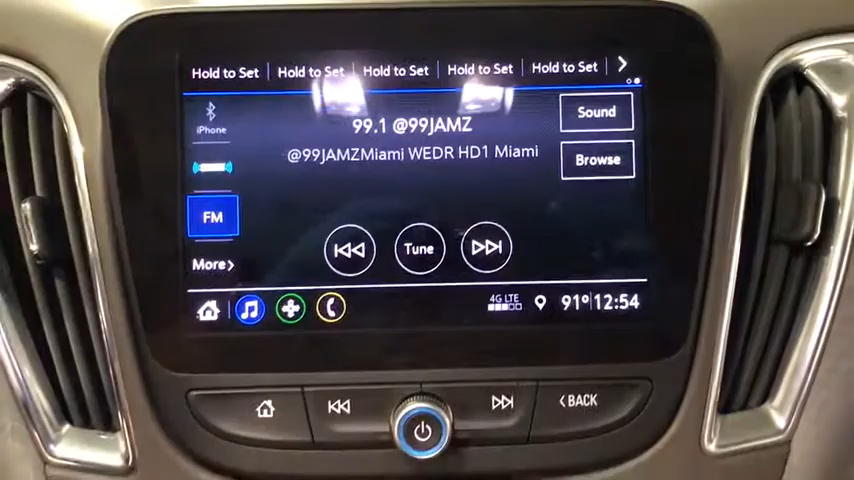 Hold to Set Hold to Set Hold to Set Hold to Set Hold to Set
iPhone
99.1 @99JAMZ
Sound
@99JAMZMiami WEDR HD1 Miami
Browse
FM
Tune
More
4G LTE
91° 12:54
BACK